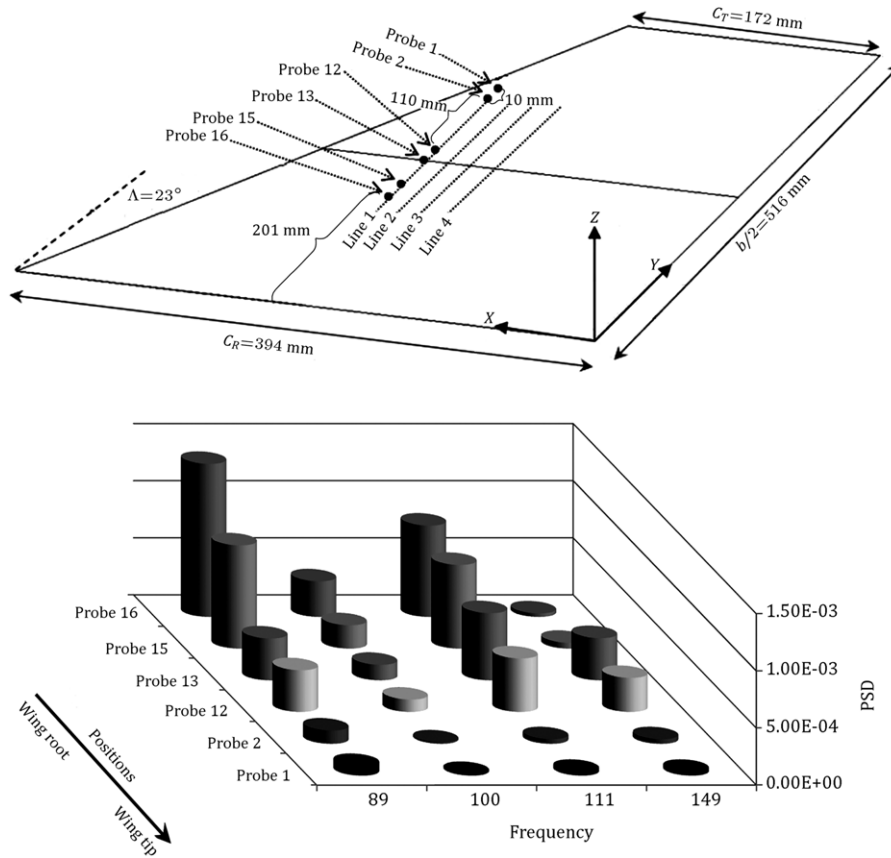 C_T=172 mm
Probe 1
Probe 2
Probe 12
Probe 13
Probe 15
Probe 16
110 mm
10 mm
Λ=23°
201 mm
Line 1
Line 2
Line 3
Line 4
Z
Y
X
b/2=516 mm
C_R=394 mm
1.50E-03
1.00E-03
5.00E-04
0.00E+00
PSD
Probe 16
Probe 15
Probe 13
Probe 12
Probe 2
Probe 1
Positions
Wing root
Wing tip
89 100 111 149
Frequency